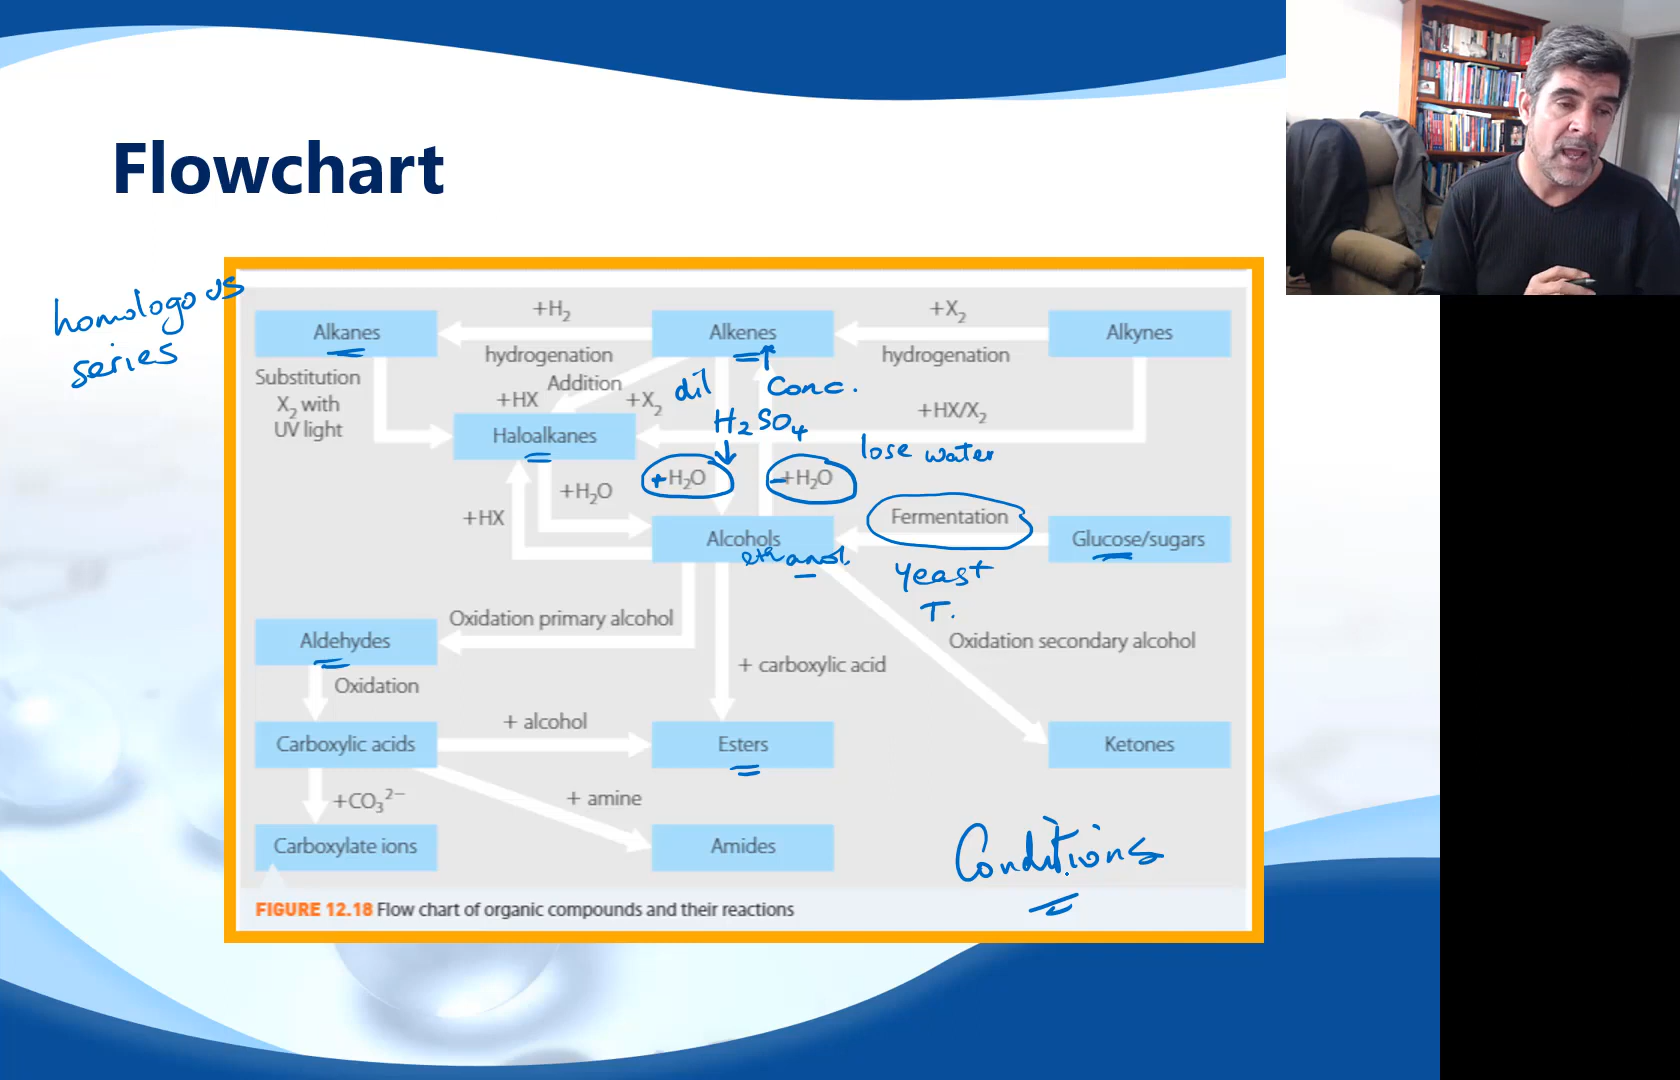 Flowchart
homologous
series
Alkanes
+H₂
hydrogenation
Alkenes
+X₂
hydrogenation
Alkynes
Substitution
X₂ with
UV light
Addition
+HX
+X₂
dil
Conc.
H₂SO₄
+HX/X₂
Haloalkanes
lose water
+H₂O
+H₂O
-+H₂O
+HX
Fermentation
Alcohols
ethanol.
Glucose/sugars
yeast
T.
Oxidation primary alcohol
Oxidation secondary alcohol
Aldehydes
Oxidation
+ carboxylic acid
Carboxylic acids
+ alcohol
Esters
Ketones
+CO₃²⁻
+ amine
Carboxylate ions
Amides
Conditions
FIGURE 12.18 Flow chart of organic compounds and their reactions